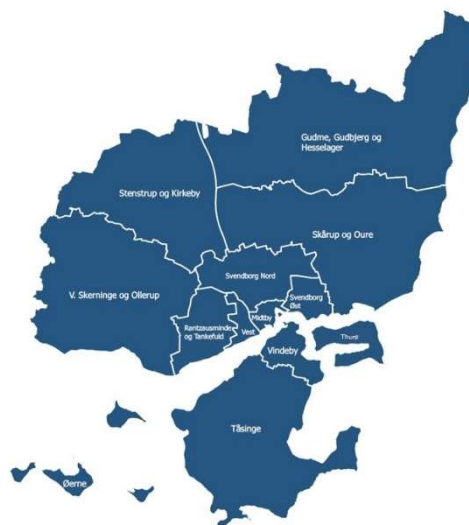 Gudme, Gudbjerg og
Hesselager
Stenstrup og Kirkeby
Skårup og Oure
Svendborg Nord
V. Skerninge og Ollerup
Svendborg
Øst
Midtby
Rantzausminde
og Tankefuld
Vest
Thurø
Vindeby
Tåsinge
Øerne